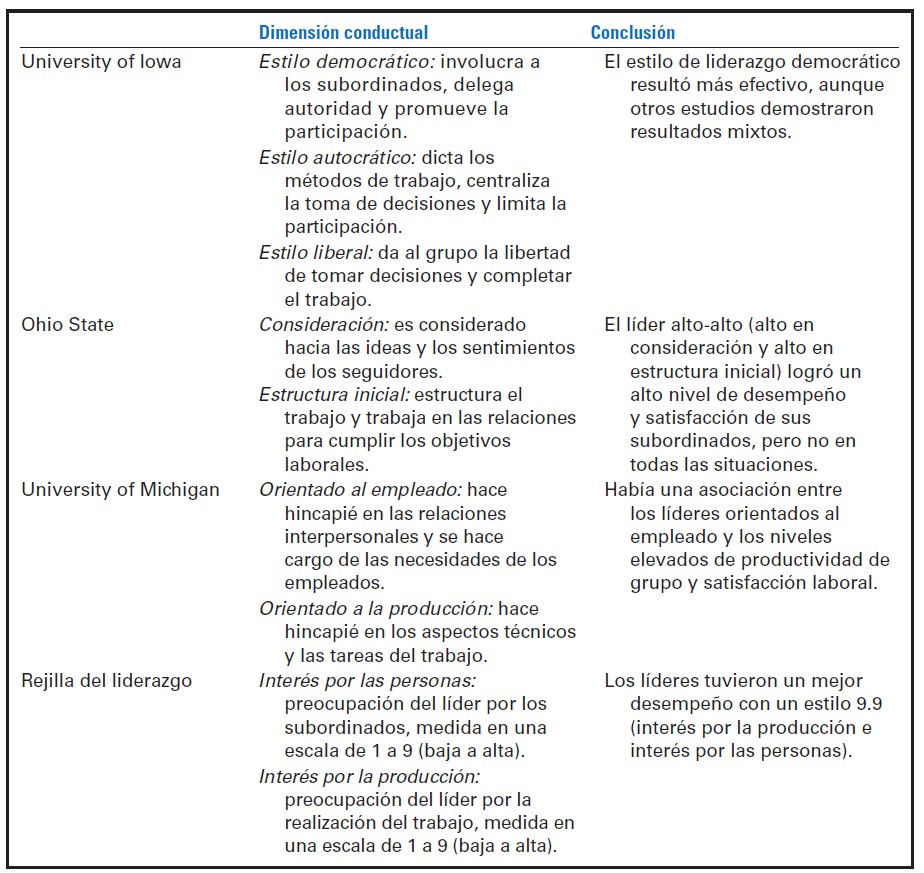 Dimensión conductual Conclusión
University of Iowa
Estilo democrático: involucra a
los subordinados, delega
autoridad y promueve la
participación.
Estilo autocrático: dicta los
métodos de trabajo, centraliza
la toma de decisiones y limita la
participación.
Estilo liberal: da al grupo la libertad
de tomar decisiones y completar
el trabajo.
El estilo de liderazgo democrático
resultó más efectivo, aunque
otros estudios demostraron
resultados mixtos.
Ohio State
Consideración: es considerado
hacia las ideas y los sentimientos
de los seguidores.
Estructura inicial: estructura el
trabajo y trabaja en las relaciones
para cumplir los objetivos
laborales.
El líder alto-alto (alto en
consideración y alto en
estructura inicial) logró un
alto nivel de desempeño
y satisfacción de sus
subordinados, pero no en
todas las situaciones.
University of Michigan
Orientado al empleado: hace
hincapié en las relaciones
interpersonales y se hace
cargo de las necesidades de los
empleados.
Orientado a la producción: hace
hincapié en los aspectos técnicos
y las tareas del trabajo.
Había una asociación entre
los líderes orientados al
empleado y los niveles
elevados de productividad de
grupo y satisfacción laboral.
Rejilla del liderazgo
Interés por las personas:
preocupación del líder por los
subordinados, medida en una
escala de 1 a 9 (baja a alta).
Interés por la producción:
preocupación del líder por la
realización del trabajo, medida en
una escala de 1 a 9 (baja a alta).
Los líderes tuvieron un mejor
desempeño con un estilo 9.9
(interés por la producción e
interés por las personas).